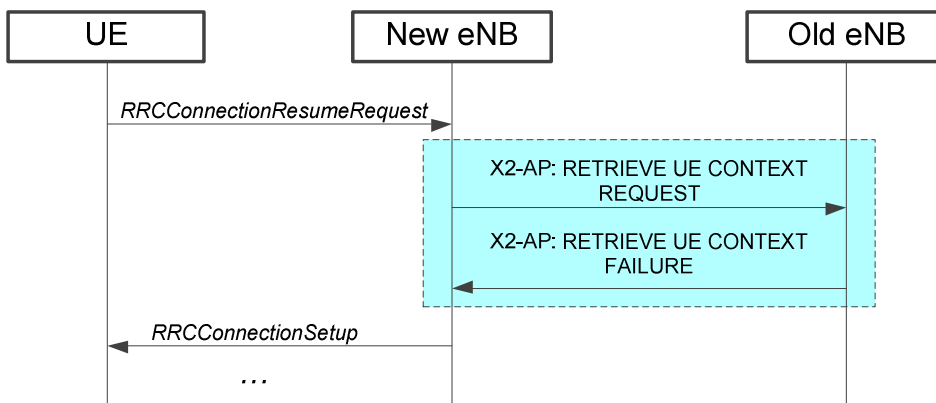 UE
New eNB
Old eNB
RRCConnectionResumeRequest
X2-AP: RETRIEVE UE CONTEXT
REQUEST
X2-AP: RETRIEVE UE CONTEXT
FAILURE
RRCConnectionSetup
...